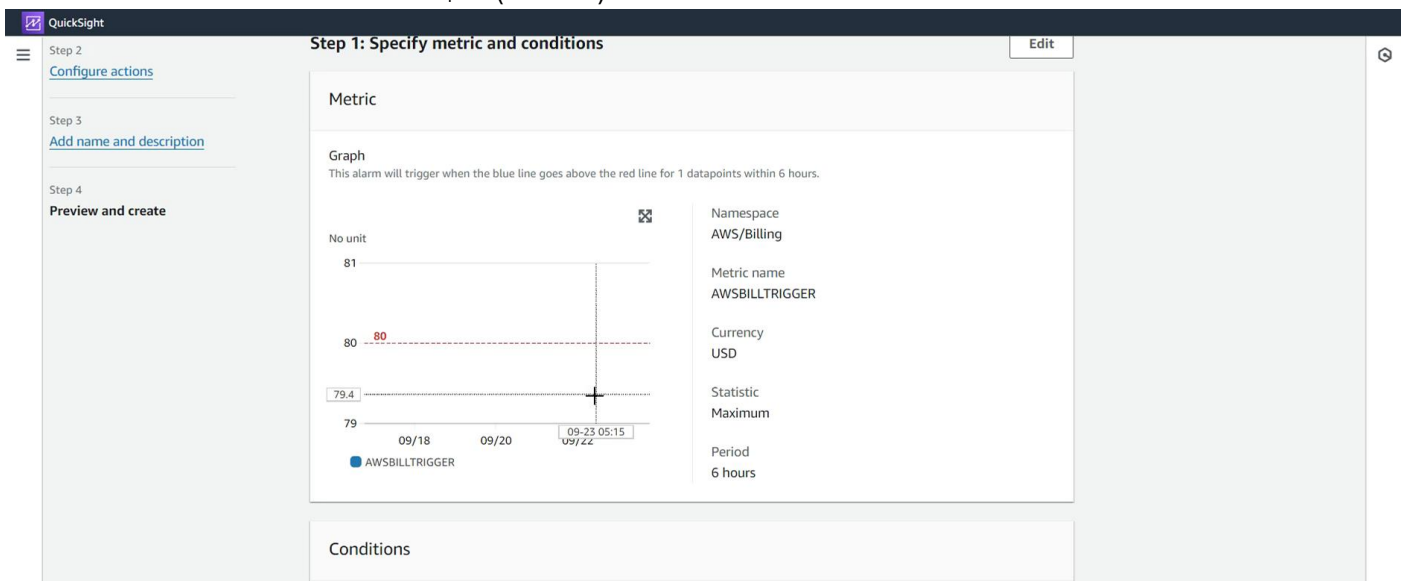 QuickSight
Step 2
Configure actions
Step 3
Add name and description
Step 4
Preview and create
Step 1: Specify metric and conditions
Edit
Metric
Graph
This alarm will trigger when the blue line goes above the red line for 1 datapoints within 6 hours.
No unit
81
80
80
79.4
79
09/18
09/20
09/22
09-23 05:15
AWSBILLTRIGGER
Namespace
AWS/Billing
Metric name
AWSBILLTRIGGER
Currency
USD
Statistic
Maximum
Period
6 hours
Conditions